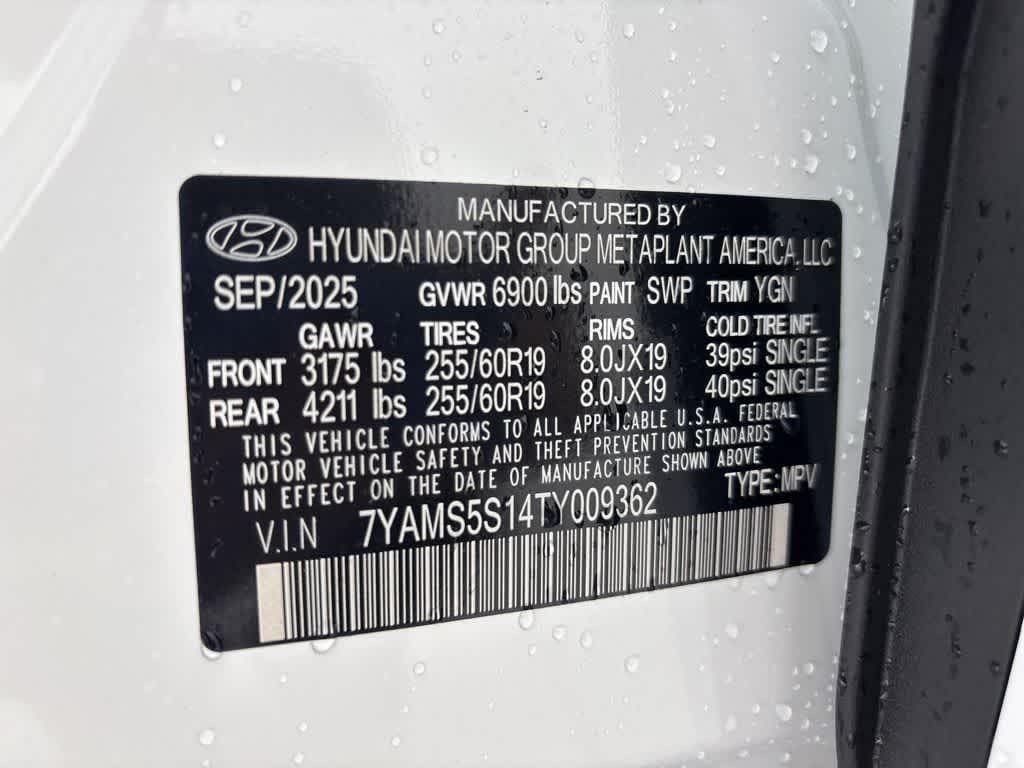 MANUFACTURED BY
HYUNDAI MOTOR GROUP METAPLANT AMERICA, LLC
SEP/2025 GVWR 6900 lbs PAINT SWP TRIM YGN
GAWR TIRES RIMS COLD TIRE INFL
FRONT 3175 lbs 255/60R19 8.0JX19 39psi SINGLE
REAR 4211 lbs 255/60R19 8.0JX19 40psi SINGLE
THIS VEHICLE CONFORMS TO ALL APPLICABLE U.S.A. FEDERAL
MOTOR VEHICLE SAFETY AND THEFT PREVENTION STANDARDS
IN EFFECT ON THE DATE OF MANUFACTURE SHOWN ABOVE
V.I.N 7YAMS5S14TY009362 TYPE: MPV